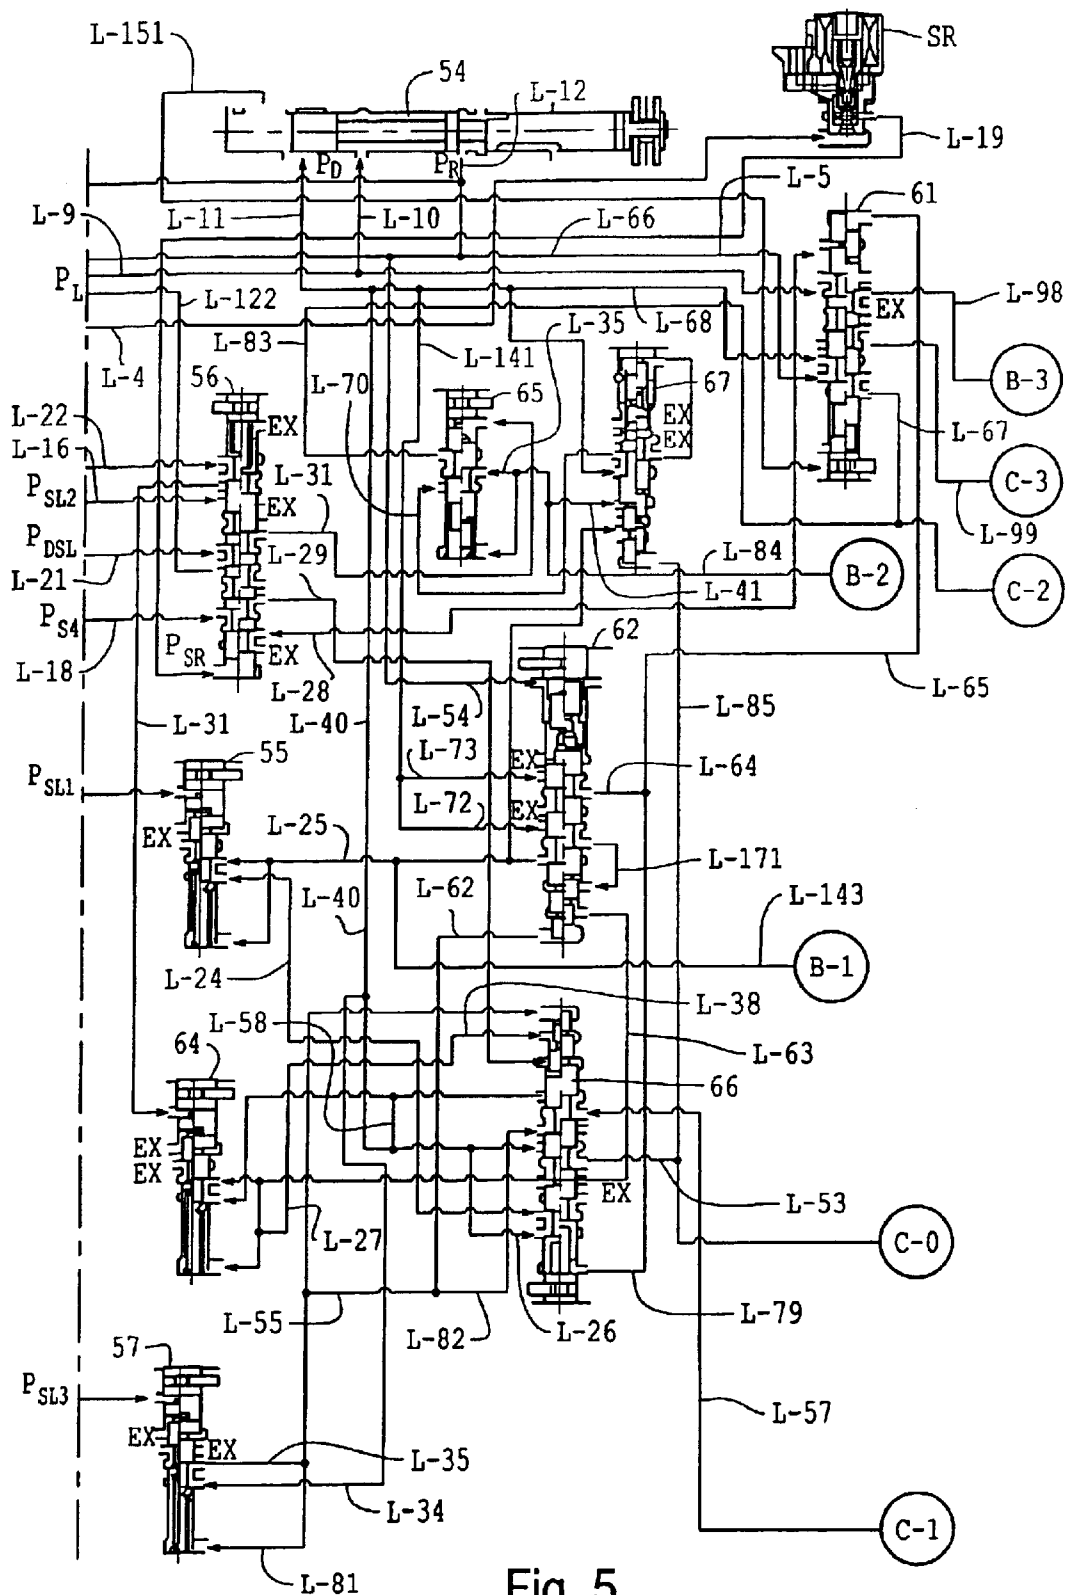 L-151
SR
54
L-12
L-19
PD
PR
L-5
61
L-9
L-11
L-10
L-66
PL
L-122
L-35
L-68
EX
L-98
L-83
L-141
L-4
56
L-70
65
67
B-3
L-22
EX
EX
EX
L-67
L-16
L-31
PSL2
EX
C-3
PDSL
L-29
L-99
L-21
L-84
B-2
C-2
L-41
PS4
62
PSR
EX
L-18
L-28
L-65
L-31
L-40
L-54
L-85
55
PSL1
EX
L-73
L-64
L-72
EX
EX
L-25
L-171
L-40
L-62
L-143
B-1
L-24
L-58
L-38
64
L-63
66
EX
EX
EX
L-53
L-27
C-0
L-79
L-55
L-82
L-26
57
PSL3
L-57
EX
EX
L-35
L-34
C-1
L-81
Fig. 5